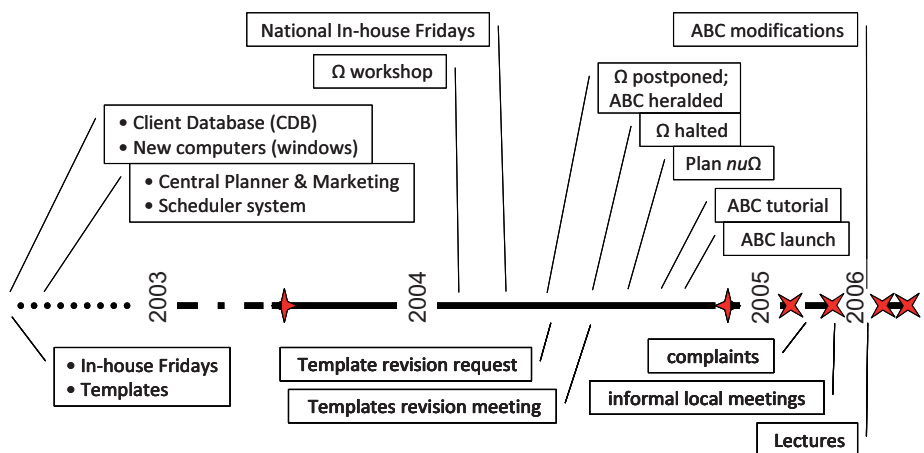 National In-house Fridays
ABC modifications
Ω workshop
Ω postponed;
ABC heralded
• Client Database (CDB)
• New computers (windows)
Ω halted
Plan nuΩ
• Central Planner & Marketing
• Scheduler system
ABC tutorial
ABC launch
2003
2004
2005
2006
• In-house Fridays
• Templates
Template revision request
complaints
Templates revision meeting
informal local meetings
Lectures